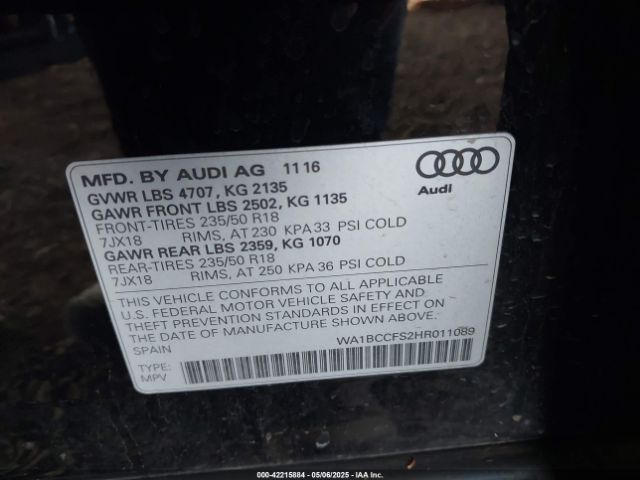 MFD. BY AUDI AG 11 16
GVWR LBS 4707, KG 2135
GAWR FRONT LBS 2502, KG 1135
FRONT-TIRES 235/50 R18
7JX18 RIMS, AT 230 KPA 33 PSI COLD
GAWR REAR LBS 2359, KG 1070
REAR-TIRES 235/50 R18
7JX18 RIMS, AT 250 KPA 36 PSI COLD
THIS VEHICLE CONFORMS TO ALL APPLICABLE
U.S. FEDERAL MOTOR VEHICLE SAFETY AND
THEFT PREVENTION STANDARDS IN EFFECT ON
THE DATE OF MANUFACTURE SHOWN ABOVE.
SPAIN
WA1BCCFS2HR011089
TYPE:
MPV
Audi
000-42215884 | 05/06/2025 | IAA Inc.